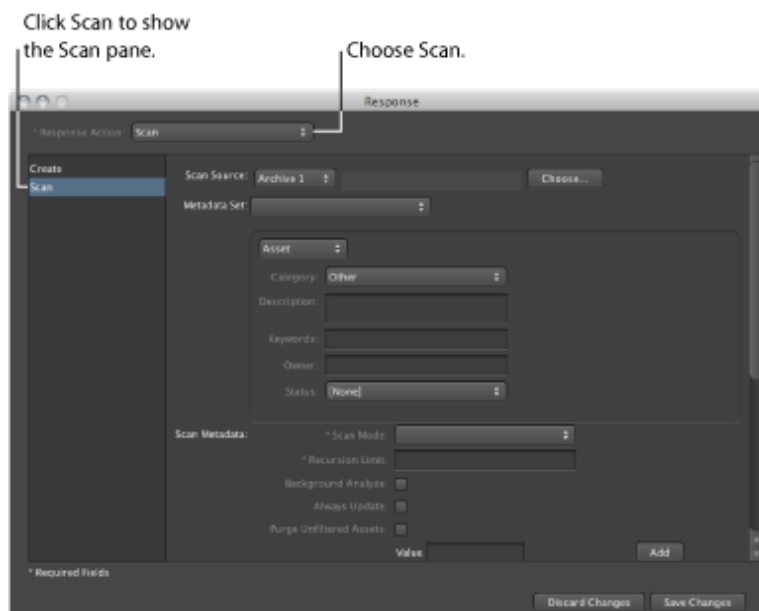 Click Scan to show
the Scan pane.
Choose Scan.
Response
* Response Action: Scan
Create
Scan
Scan Source: Archive 1 Choose...
Metadata Set:
Asset
Category: Other
Description:
Keywords:
Owner:
Status: [None]
Scan Metadata: * Scan Mode:
* Recursion Limit:
Background Analyze:
Always Update:
Purge Unfiltered Assets:
Value Add
* Required Fields
Discard Changes Save Changes